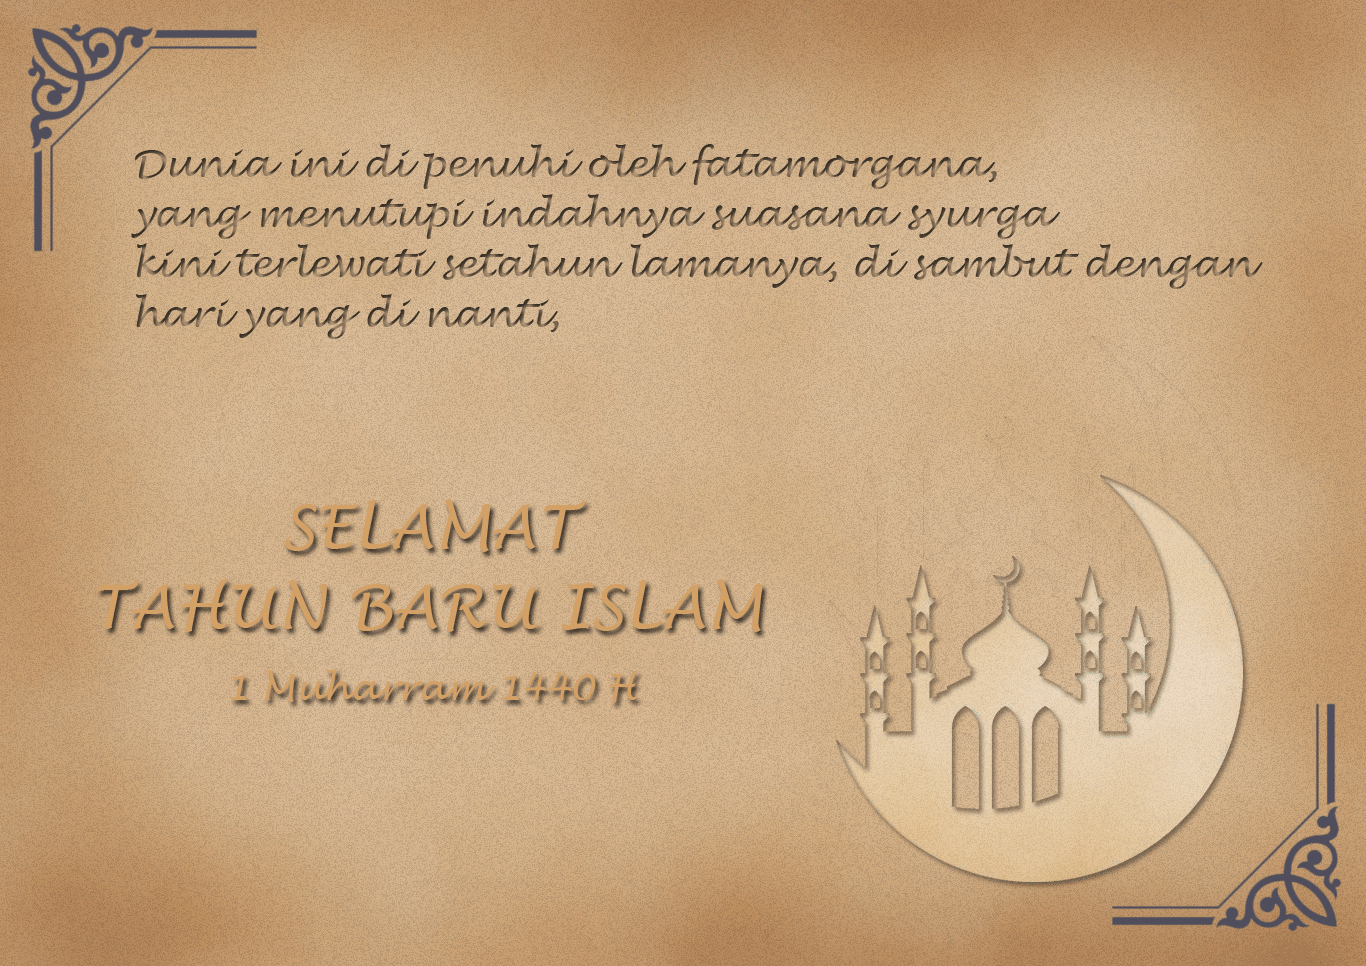 Dunia ini di penuhi oleh fatamorgana,
yang menutupi indahnya suasana syurga
kini terlewati setahun lamanya, di sambut dengan
hari yang di nanti,
SELAMAT
TAHUN BARU ISLAM
1 Muharram 1440 H